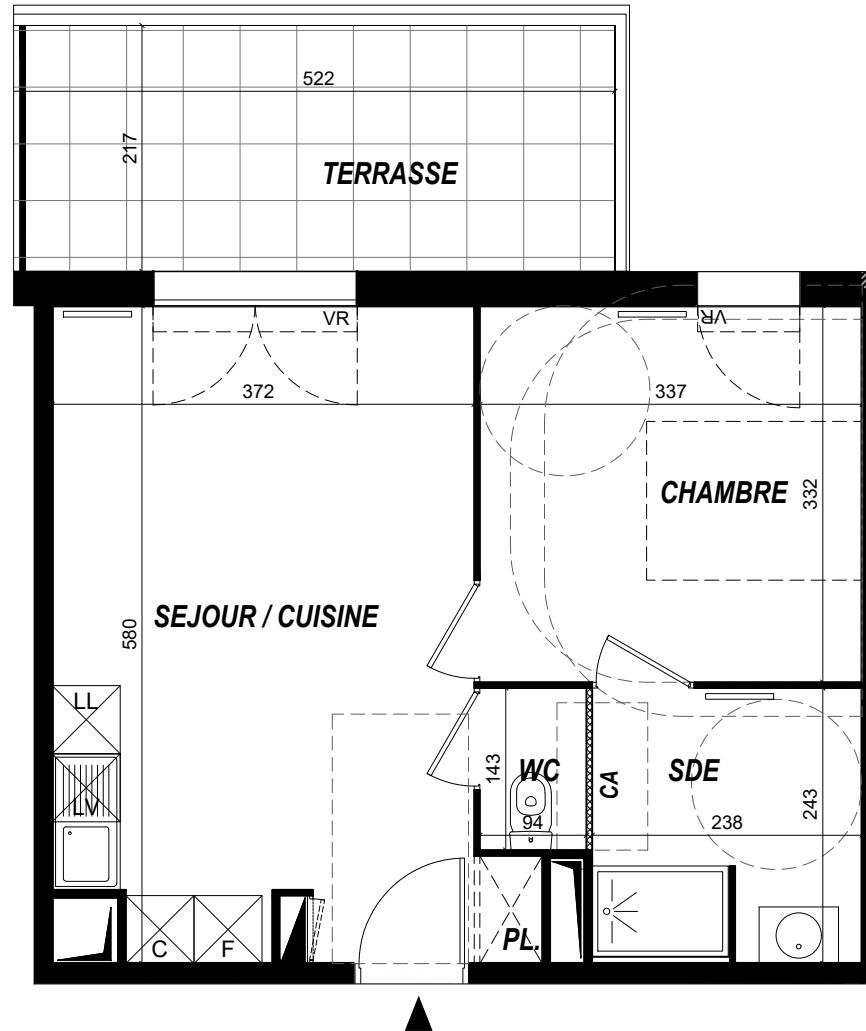 522
217
TERRASSE
VR
VR
372
337
CHAMBRE
332
SEJOUR / CUISINE
580
LL
LV
WC
143
CA
SDE
243
94
238
PL.
C
F